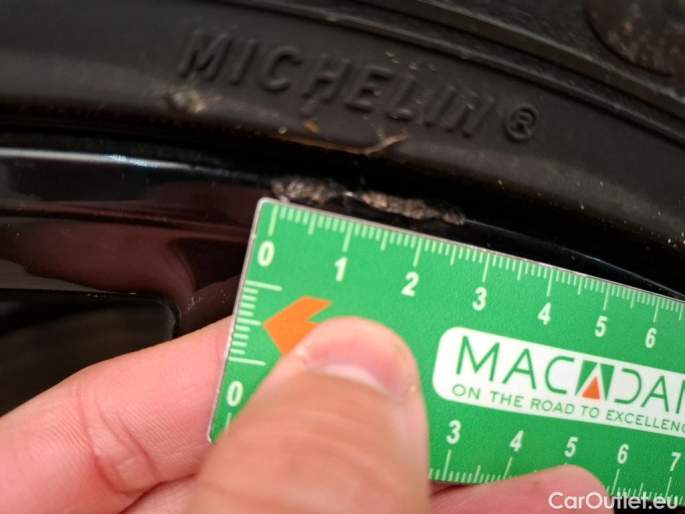 MICHELIN®
0 1 2 3 4 5 6
MACADAM
ON THE ROAD TO EXCELLENC
0
3 4 5 6 7
CarOutlet.eu